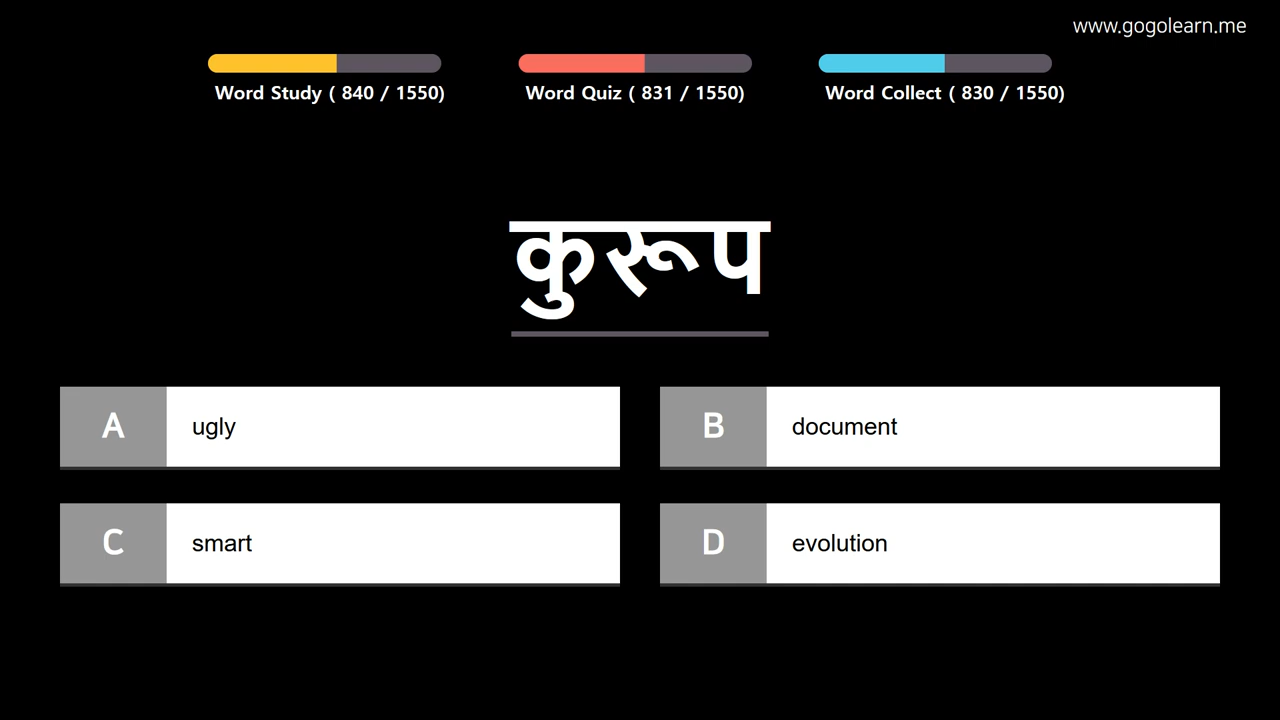 www.gogolearn.me
Word Study ( 840 / 1550)
Word Quiz ( 831 / 1550)
Word Collect ( 830 / 1550)
कुरूप
A ugly
B document
C smart
D evolution